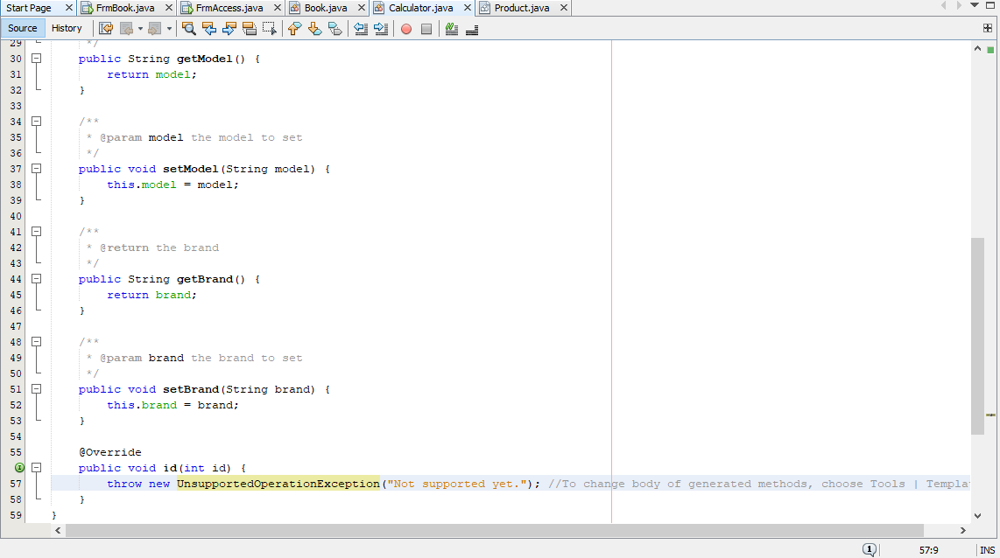 Start Page FrmBook.java FrmAccess.java Book.java Calculator.java Product.java
Source History
29 */
30 public String getModel() {
31 return model;
32 }
33
34 /**
35 * @param model the model to set
36 */
37 public void setModel(String model) {
38 this.model = model;
39 }
40
41 /**
42 * @return the brand
43 */
44 public String getBrand() {
45 return brand;
46 }
47
48 /**
49 * @param brand the brand to set
50 */
51 public void setBrand(String brand) {
52 this.brand = brand;
53 }
54
55 @Override
public void id(int id) {
57 throw new UnsupportedOperationException("Not supported yet."); //To change body of generated methods, choose Tools | Templa
58 }
59 }
1 57:9 INS